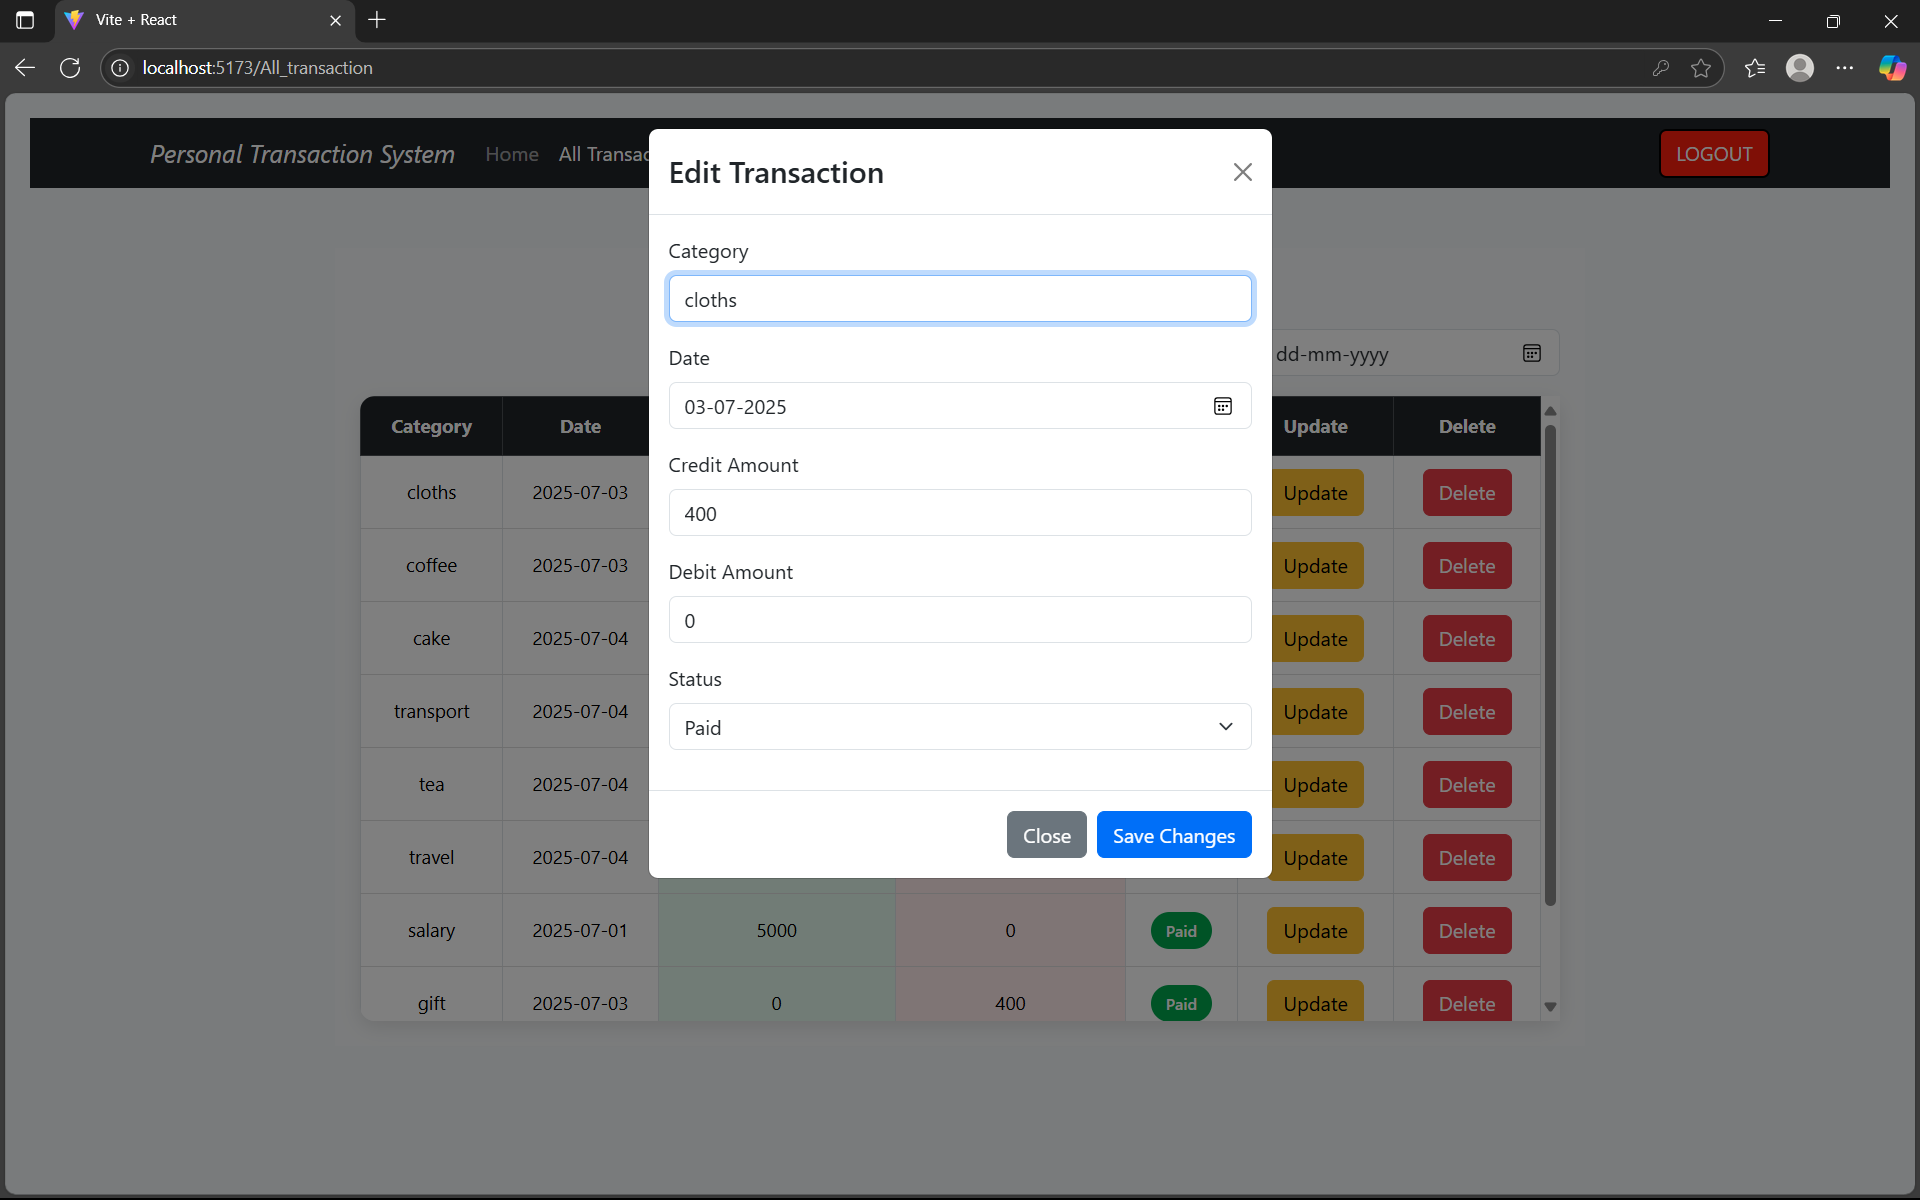 Vite + React
localhost:5173/All_transaction
Personal Transaction System Home All Transac LOGOUT
Edit Transaction
Category
cloths
Date
03-07-2025
Credit Amount
400
Debit Amount
0
Status
Paid
Close Save Changes
dd-mm-yyyy
Category Date Update Delete
cloths 2025-07-03 Update Delete
coffee 2025-07-03 Update Delete
cake 2025-07-04 Update Delete
transport 2025-07-04 Update Delete
tea 2025-07-04 Update Delete
travel 2025-07-04 Update Delete
salary 2025-07-01 5000 0 Paid Update Delete
gift 2025-07-03 0 400 Paid Update Delete